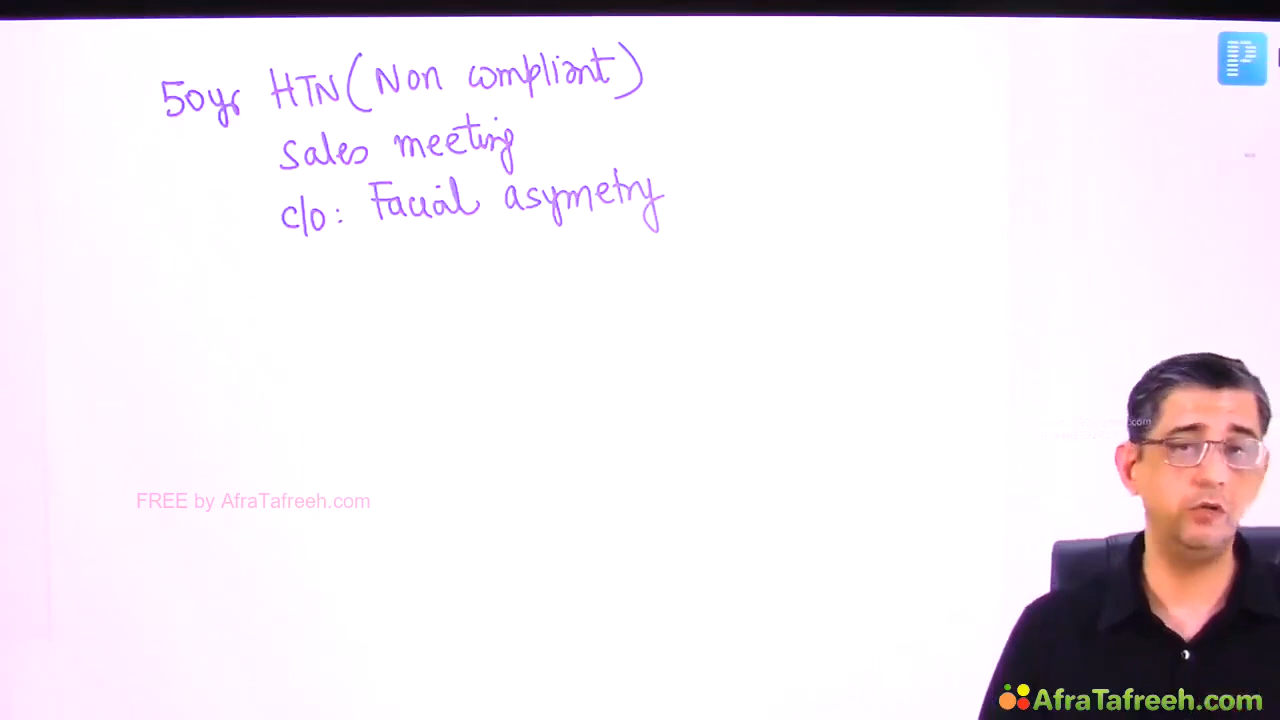 50yr HTN (Non compliant)
sales meeting
c/o: Facial asymetry
FREE by AfraTafreeh.com
AfraTafreeh.com
P